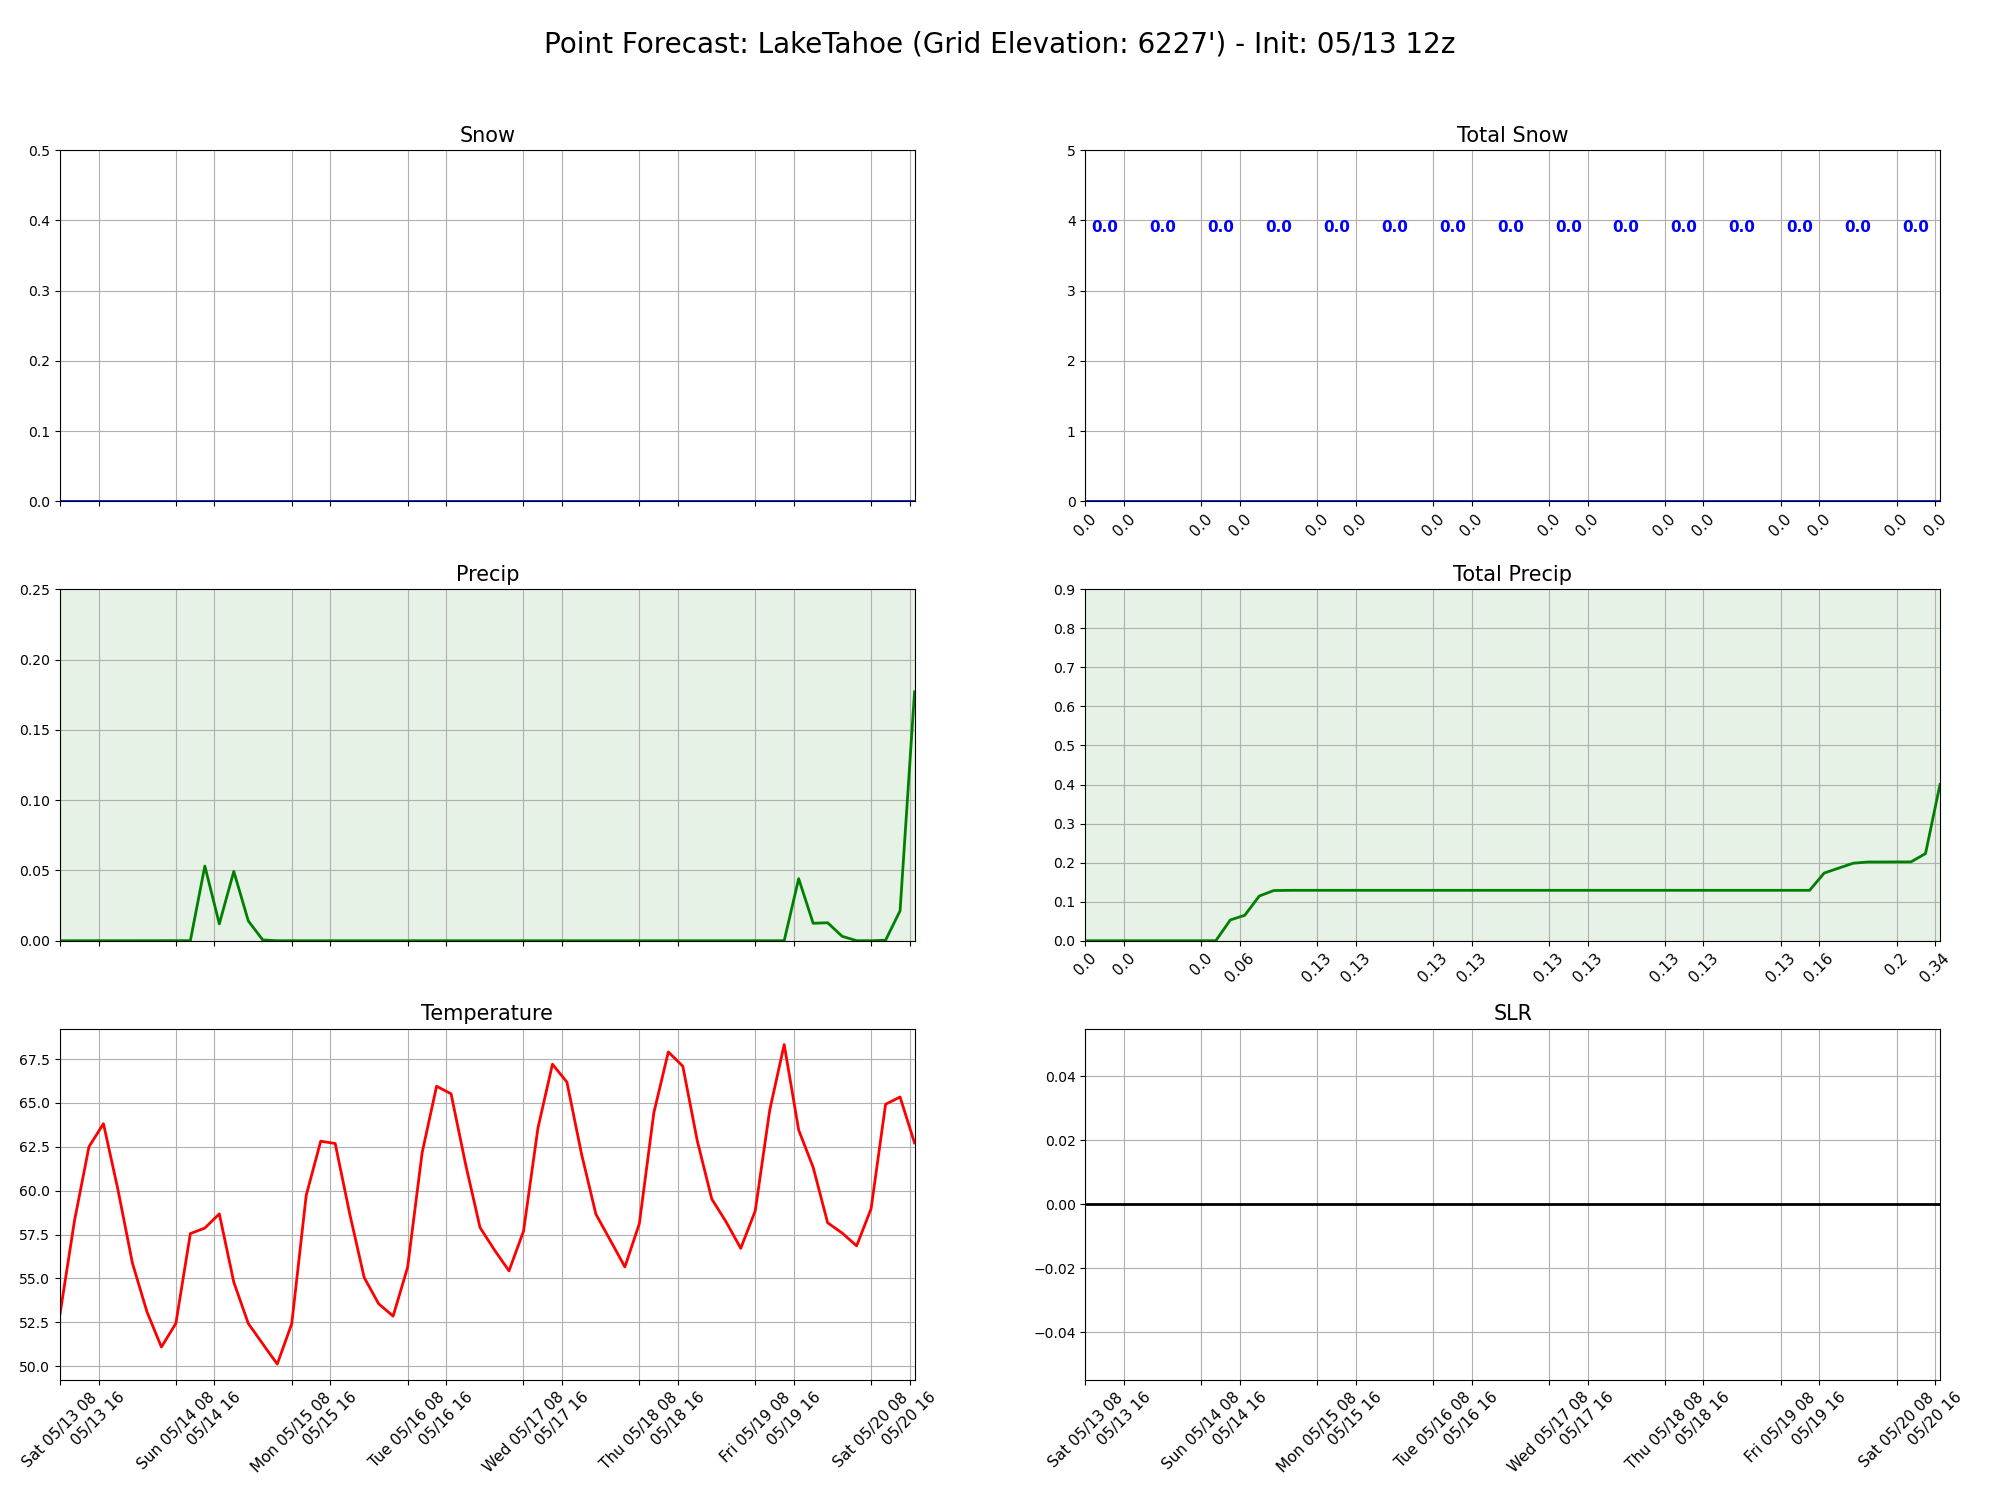 Point Forecast: LakeTahoe (Grid Elevation: 6227') - Init: 05/13 12z
Snow
0.5
0.4
0.3
0.2
0.1
0.0
Total Snow
5
4
3
2
1
0
0.0 0.0 0.0 0.0 0.0 0.0 0.0 0.0 0.0 0.0 0.0 0.0 0.0 0.0 0.0
0.0 0.0 0.0 0.0 0.0 0.0 0.0 0.0 0.0 0.0 0.0 0.0 0.0 0.0 0.0 0.0
Precip
0.25
0.20
0.15
0.10
0.05
0.00
Total Precip
0.9
0.8
0.7
0.6
0.5
0.4
0.3
0.2
0.1
0.0
0.0 0.0 0.0 0.06 0.13 0.13 0.13 0.13 0.13 0.13 0.13 0.13 0.13 0.16 0.2 0.34
Temperature
67.5
65.0
62.5
60.0
57.5
55.0
52.5
50.0
Sat 05/13 08
05/13 16
Sun 05/14 08
05/14 16
Mon 05/15 08
05/15 16
Tue 05/16 08
05/16 16
Wed 05/17 08
05/17 16
Thu 05/18 08
05/18 16
Fri 05/19 08
05/19 16
Sat 05/20 08
05/20 16
SLR
0.04
0.02
0.00
−0.02
−0.04
Sat 05/13 08
05/13 16
Sun 05/14 08
05/14 16
Mon 05/15 08
05/15 16
Tue 05/16 08
05/16 16
Wed 05/17 08
05/17 16
Thu 05/18 08
05/18 16
Fri 05/19 08
05/19 16
Sat 05/20 08
05/20 16